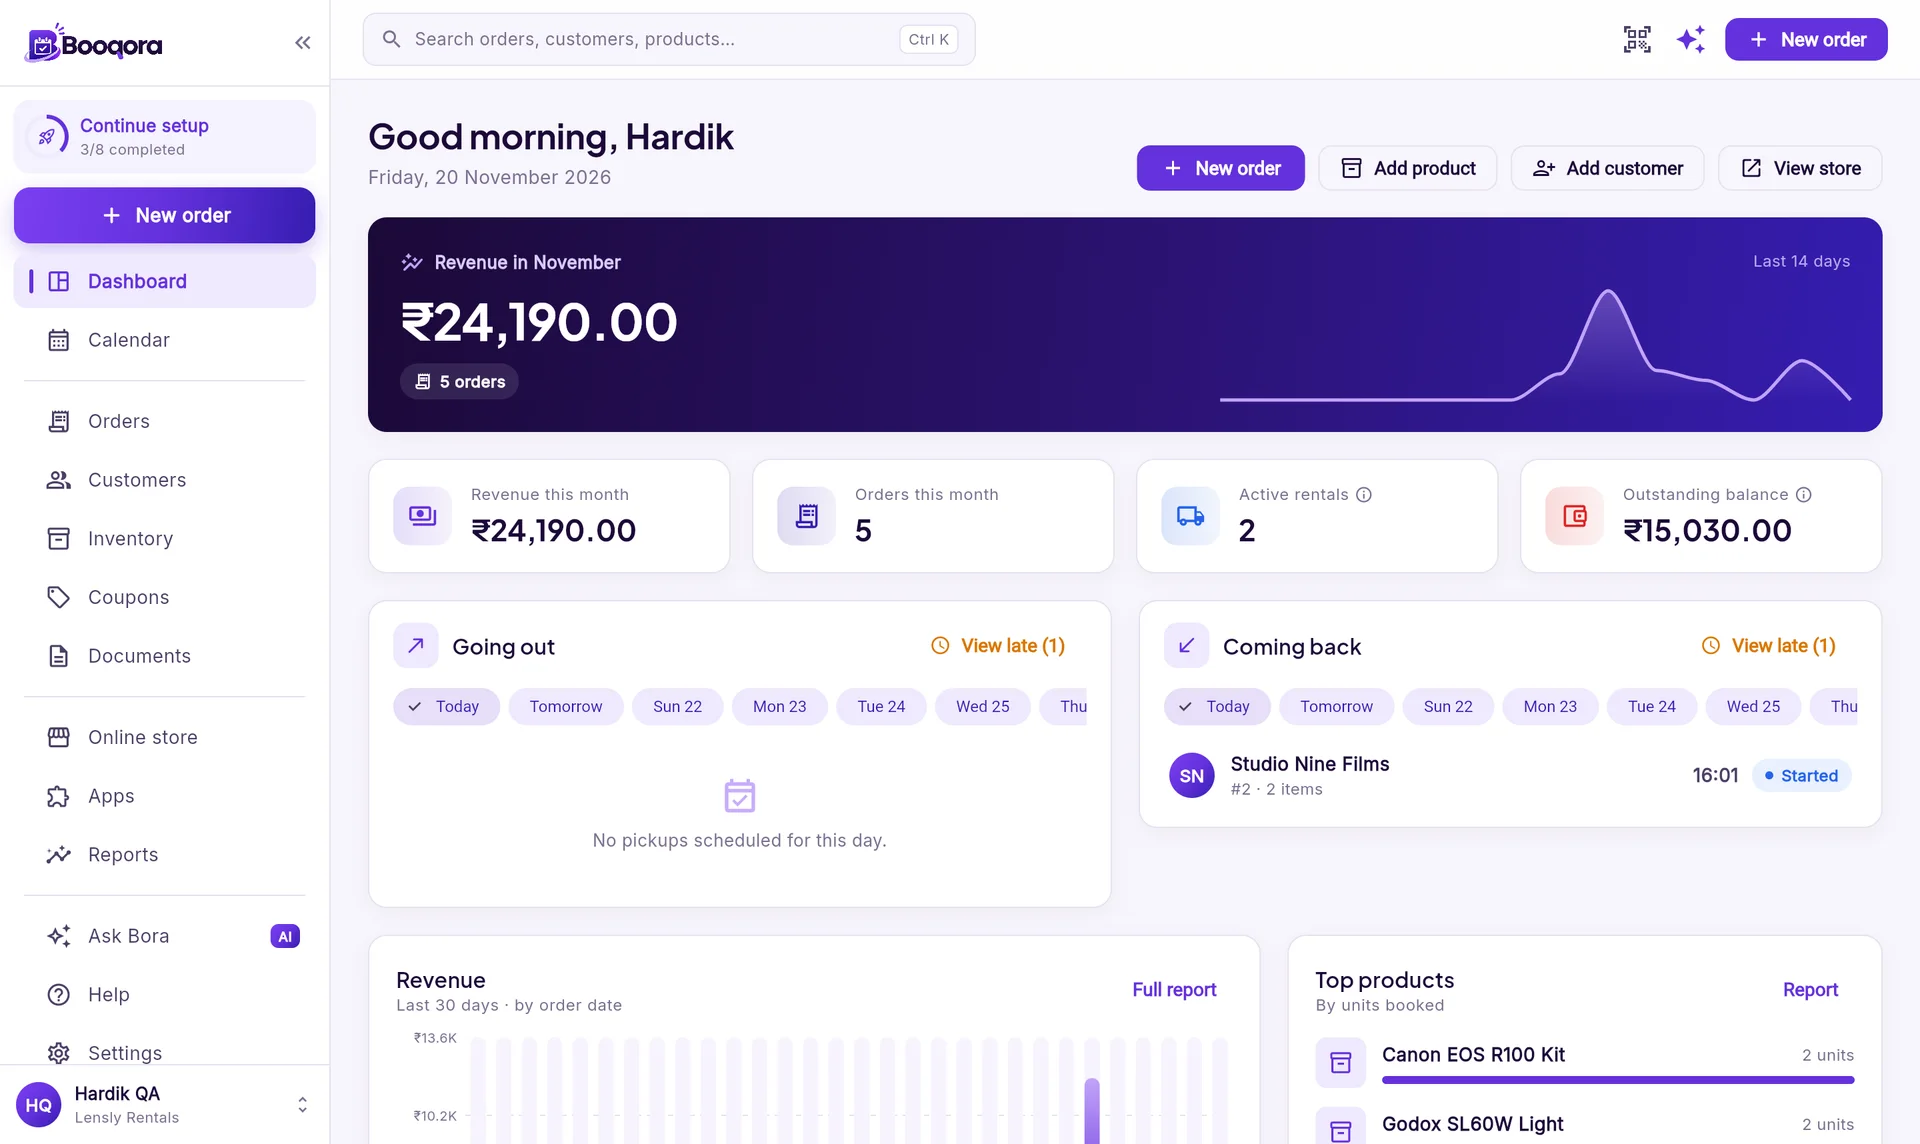 Booqora
Continue setup
3/8 completed
New order
Dashboard
Calendar
Orders
Customers
Inventory
Coupons
Documents
Online store
Apps
Reports
Ask Bora
AI
Help
Settings
HQ
Hardik QA
Lensly Rentals
Search orders, customers, products...
Ctrl K
New order
Good morning, Hardik
Friday, 20 November 2026
New order
Add product
Add customer
View store
Revenue in November
Last 14 days
₹24,190.00
5 orders
Revenue this month
₹24,190.00
Orders this month
5
Active rentals
2
Outstanding balance
₹15,030.00
Going out
View late (1)
Today
Tomorrow
Sun 22
Mon 23
Tue 24
Wed 25
Thu
No pickups scheduled for this day.
Coming back
View late (1)
Today
Tomorrow
Sun 22
Mon 23
Tue 24
Wed 25
Thu
SN
Studio Nine Films
#2 · 2 items
16:01
Started
Revenue
Last 30 days · by order date
Full report
₹13.6K
₹10.2K
Top products
By units booked
Report
Canon EOS R100 Kit
2 units
Godox SL60W Light
2 units